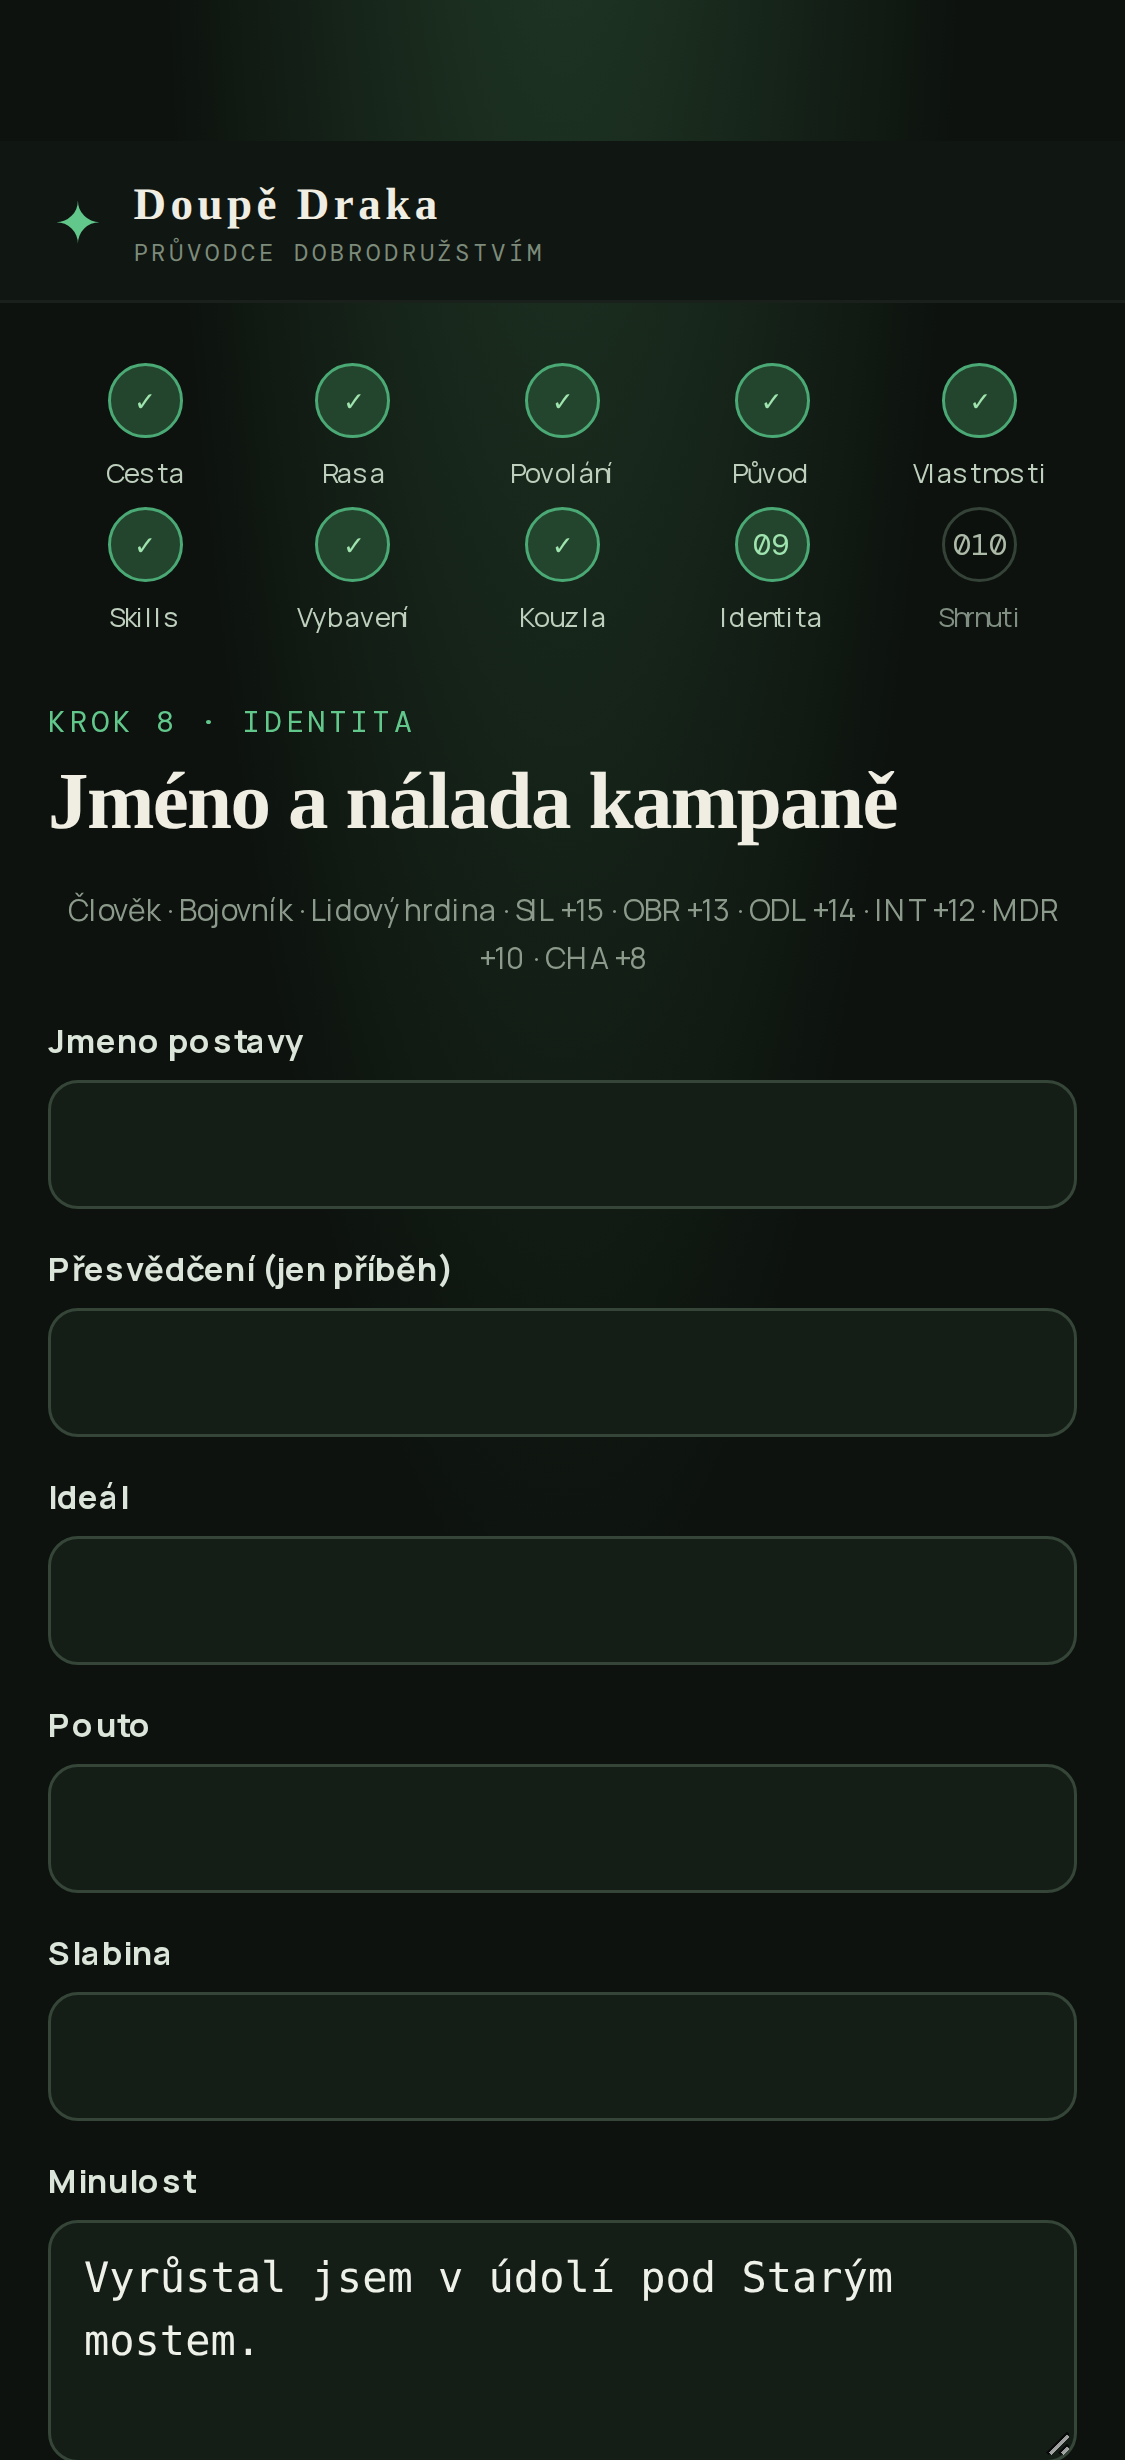 Doupě Draka
PRŮVODCE DOBRODRUŽSTVÍM
✓ ✓ ✓ ✓ ✓
Cesta Rasa Povolání Původ Vlastnosti
✓ ✓ ✓ 09 010
Skills Vybavení Kouzla Identita Shrnuti
KROK 8 · IDENTITA
Jméno a nálada kampaně
Člověk · Bojovník · Lidový hrdina · SIL +15 · OBR +13 · ODL +14 · INT +12 · MDR
+10 · CHA +8
Jmeno postavy
Přesvědčení (jen příběh)
Ideál
Pouto
Slabina
Minulost
Vyrůstal jsem v údolí pod Starým
mostem.